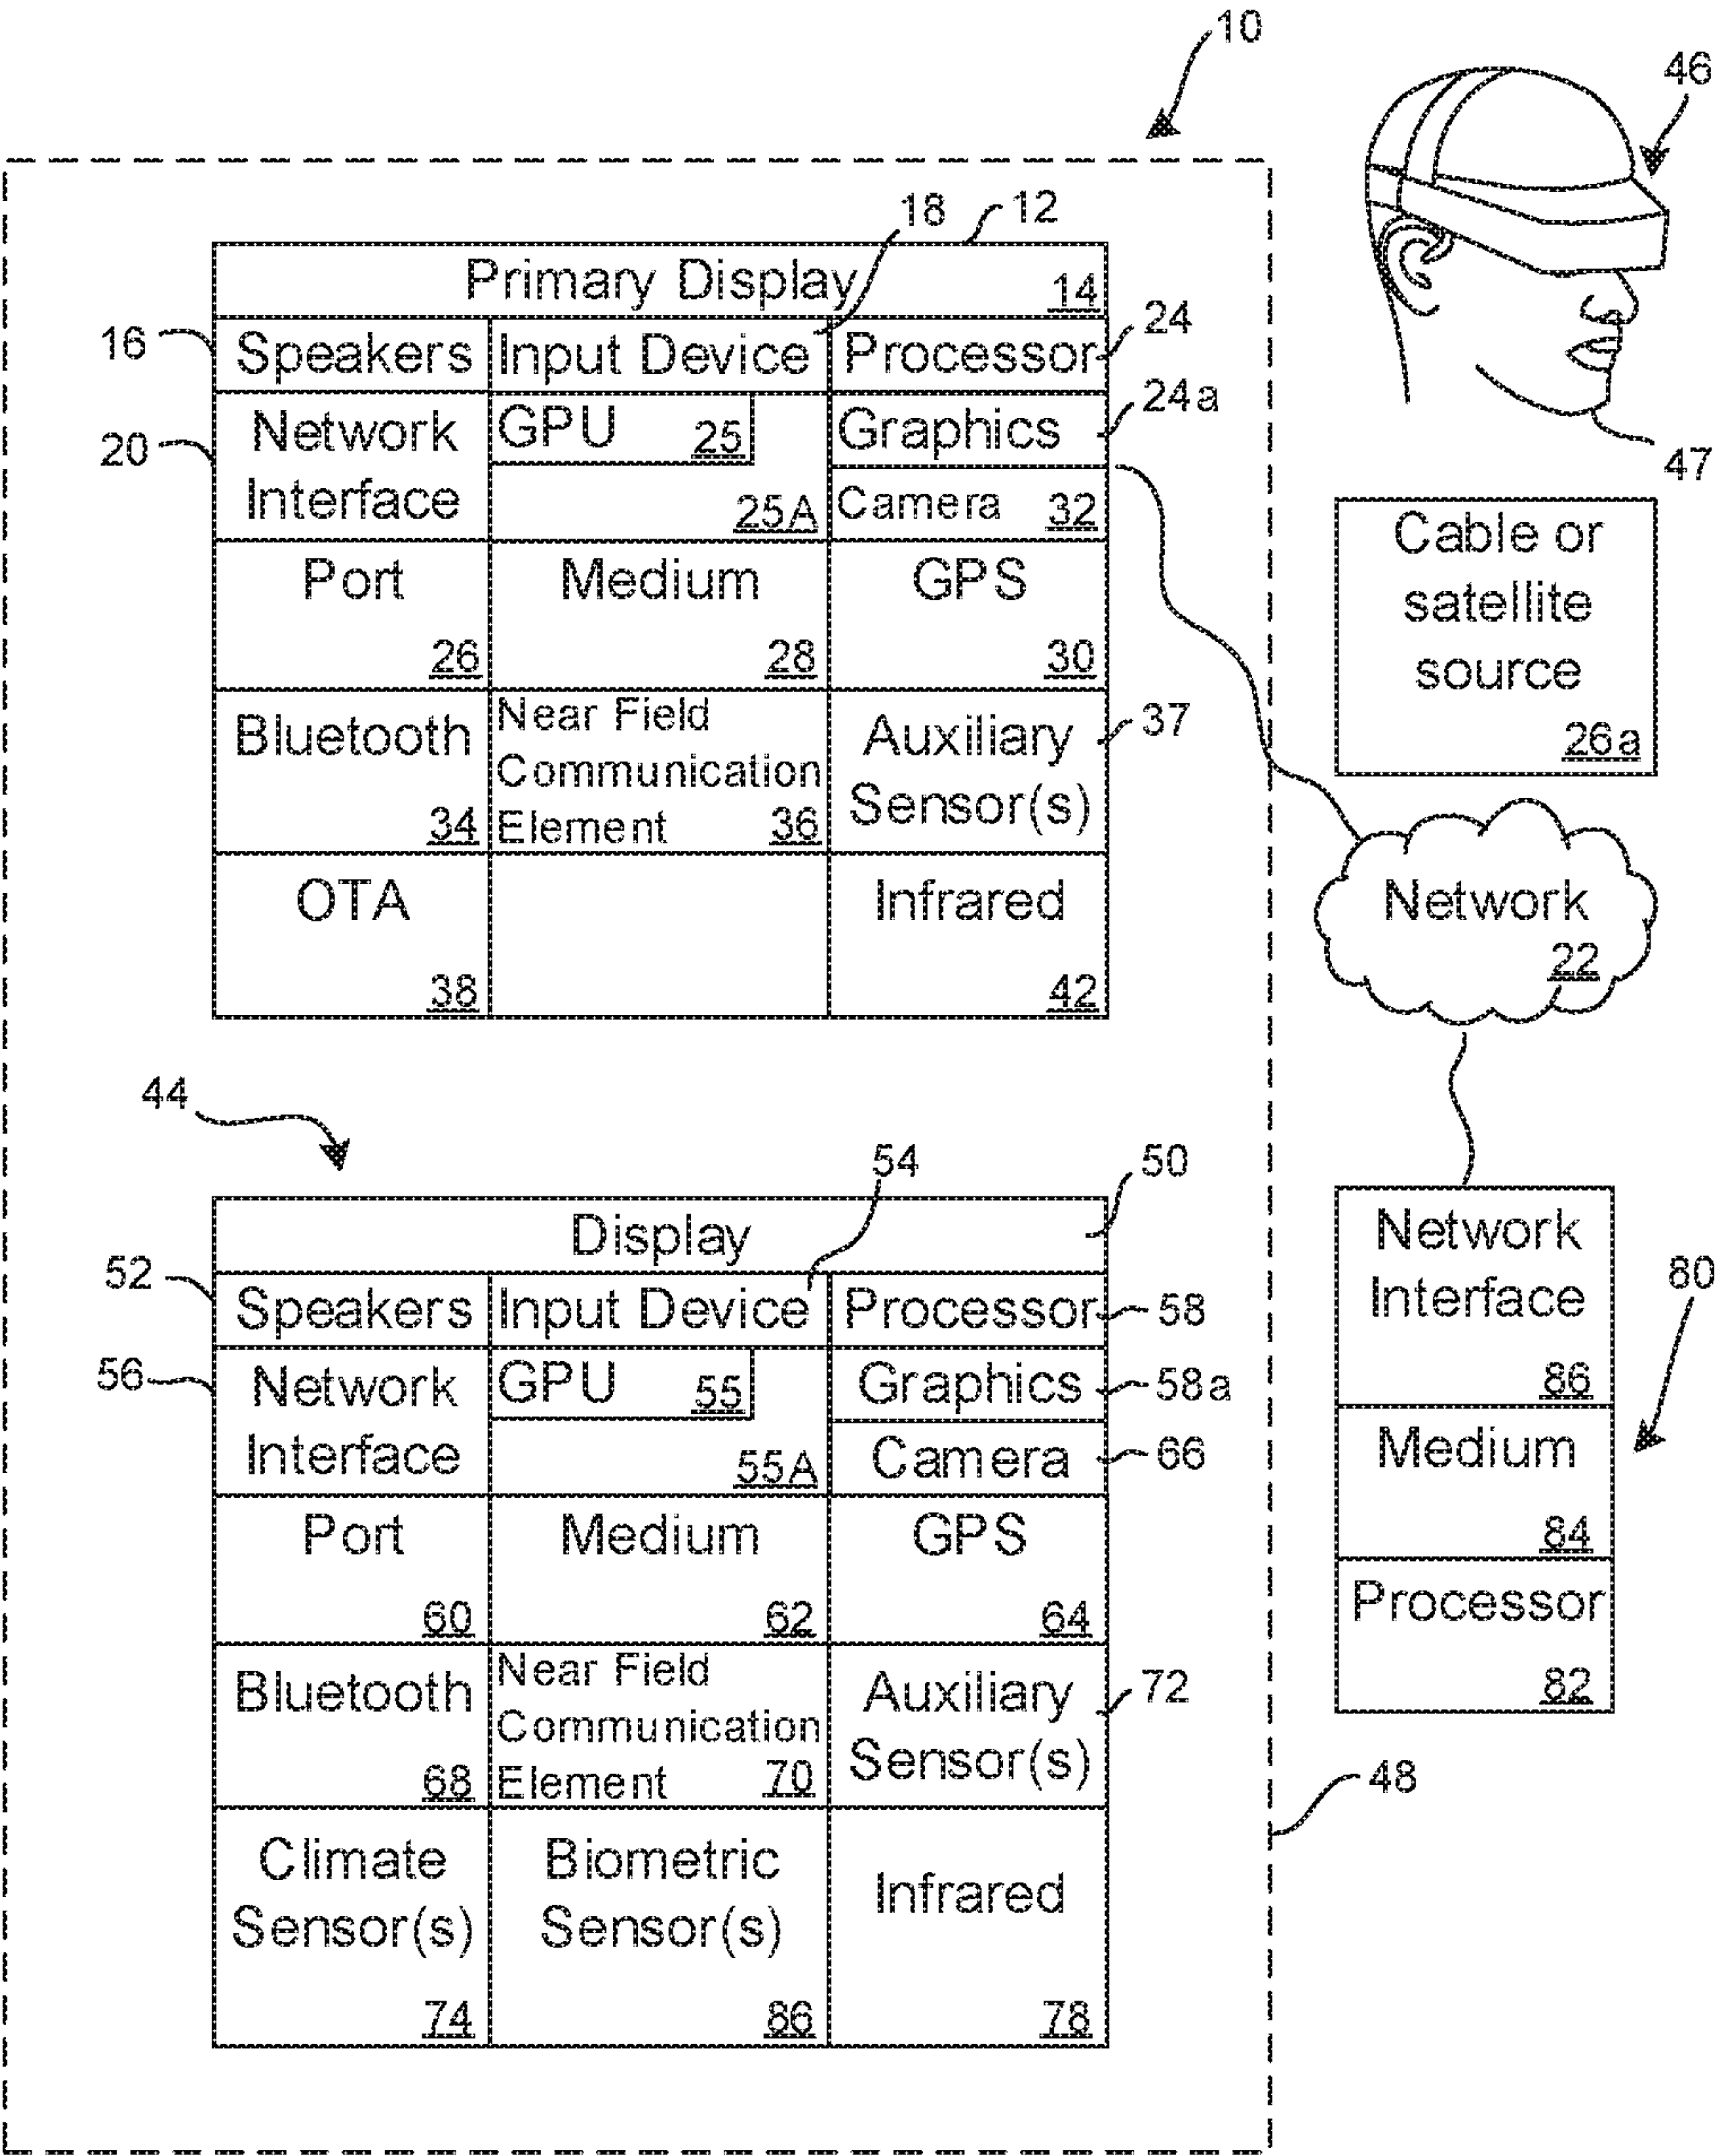 10
46
18
12
Primary Display
14
16
Speakers
Input Device
Processor
24
24a
20
Network
Interface
GPU
25
25A
Graphics
Camera
32
47
Cable or
satellite
source
26a
Port
26
Medium
28
GPS
30
Bluetooth
34
Near Field
Communication
Element
36
Auxiliary
Sensor(s)
37
Network
22
OTA
38
Infrared
42
44
54
50
Display
52
Speakers
Input Device
Processor
58
56
Network
Interface
GPU
55
55A
Graphics
58a
Camera
66
Port
60
Medium
62
GPS
64
Bluetooth
68
Near Field
Communication
Element
70
Auxiliary
Sensor(s)
72
Climate
Sensor(s)
74
Biometric
Sensor(s)
86
Infrared
78
48
Network
Interface
86
80
Medium
84
Processor
82